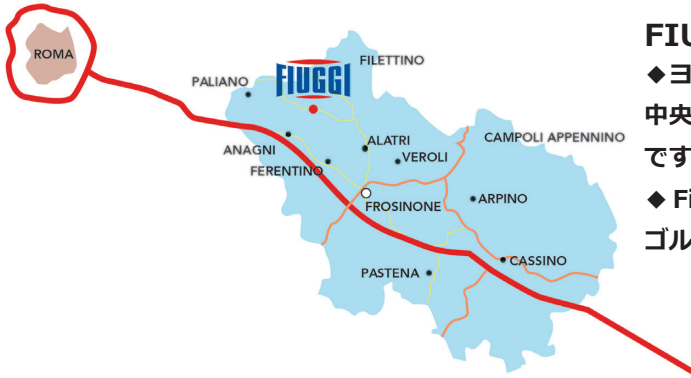 ROMA
FILETTINO
FIUGGI
PALIANO
ANAGNI
ALATRI
CAMPOLI APPENNINO
VEROLI
FERENTINO
FROSINONE
ARPINO
CASSINO
PASTENA
FIU
◆ヨ
中央
です
◆ Fi
ゴル